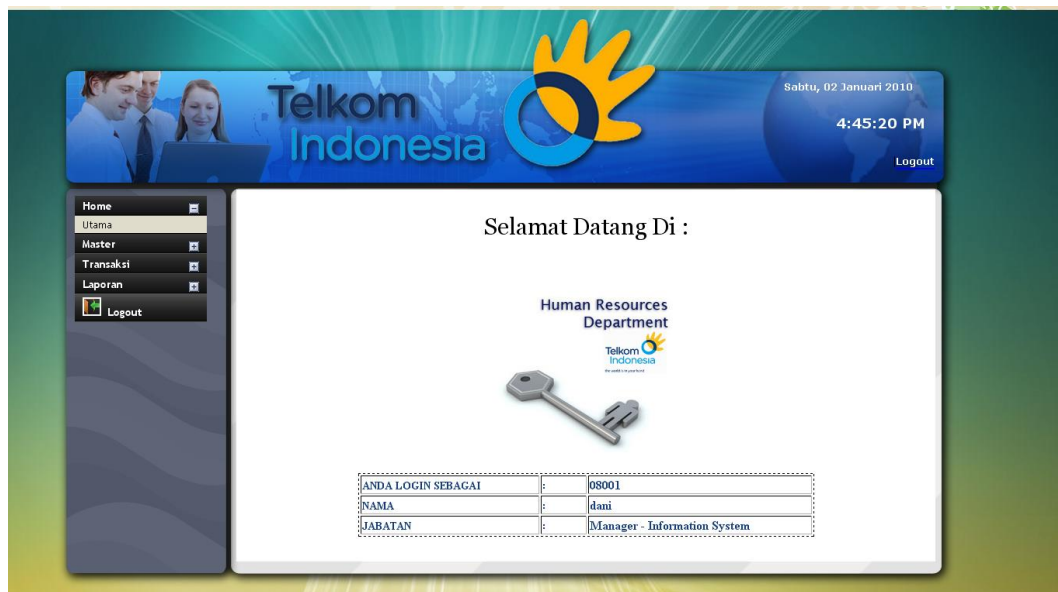 Telkom
Indonesia
Sabtu, 02 Januari 2010
4:45:20 PM
Logout
Home
Utama
Master
Transaksi
Laporan
Logout
Selamat Datang Di :
Human Resources
Department
Telkom
Indonesia
ANDA LOGIN SEBAGAI : 08001
NAMA : dani
JABATAN : Manager - Information System